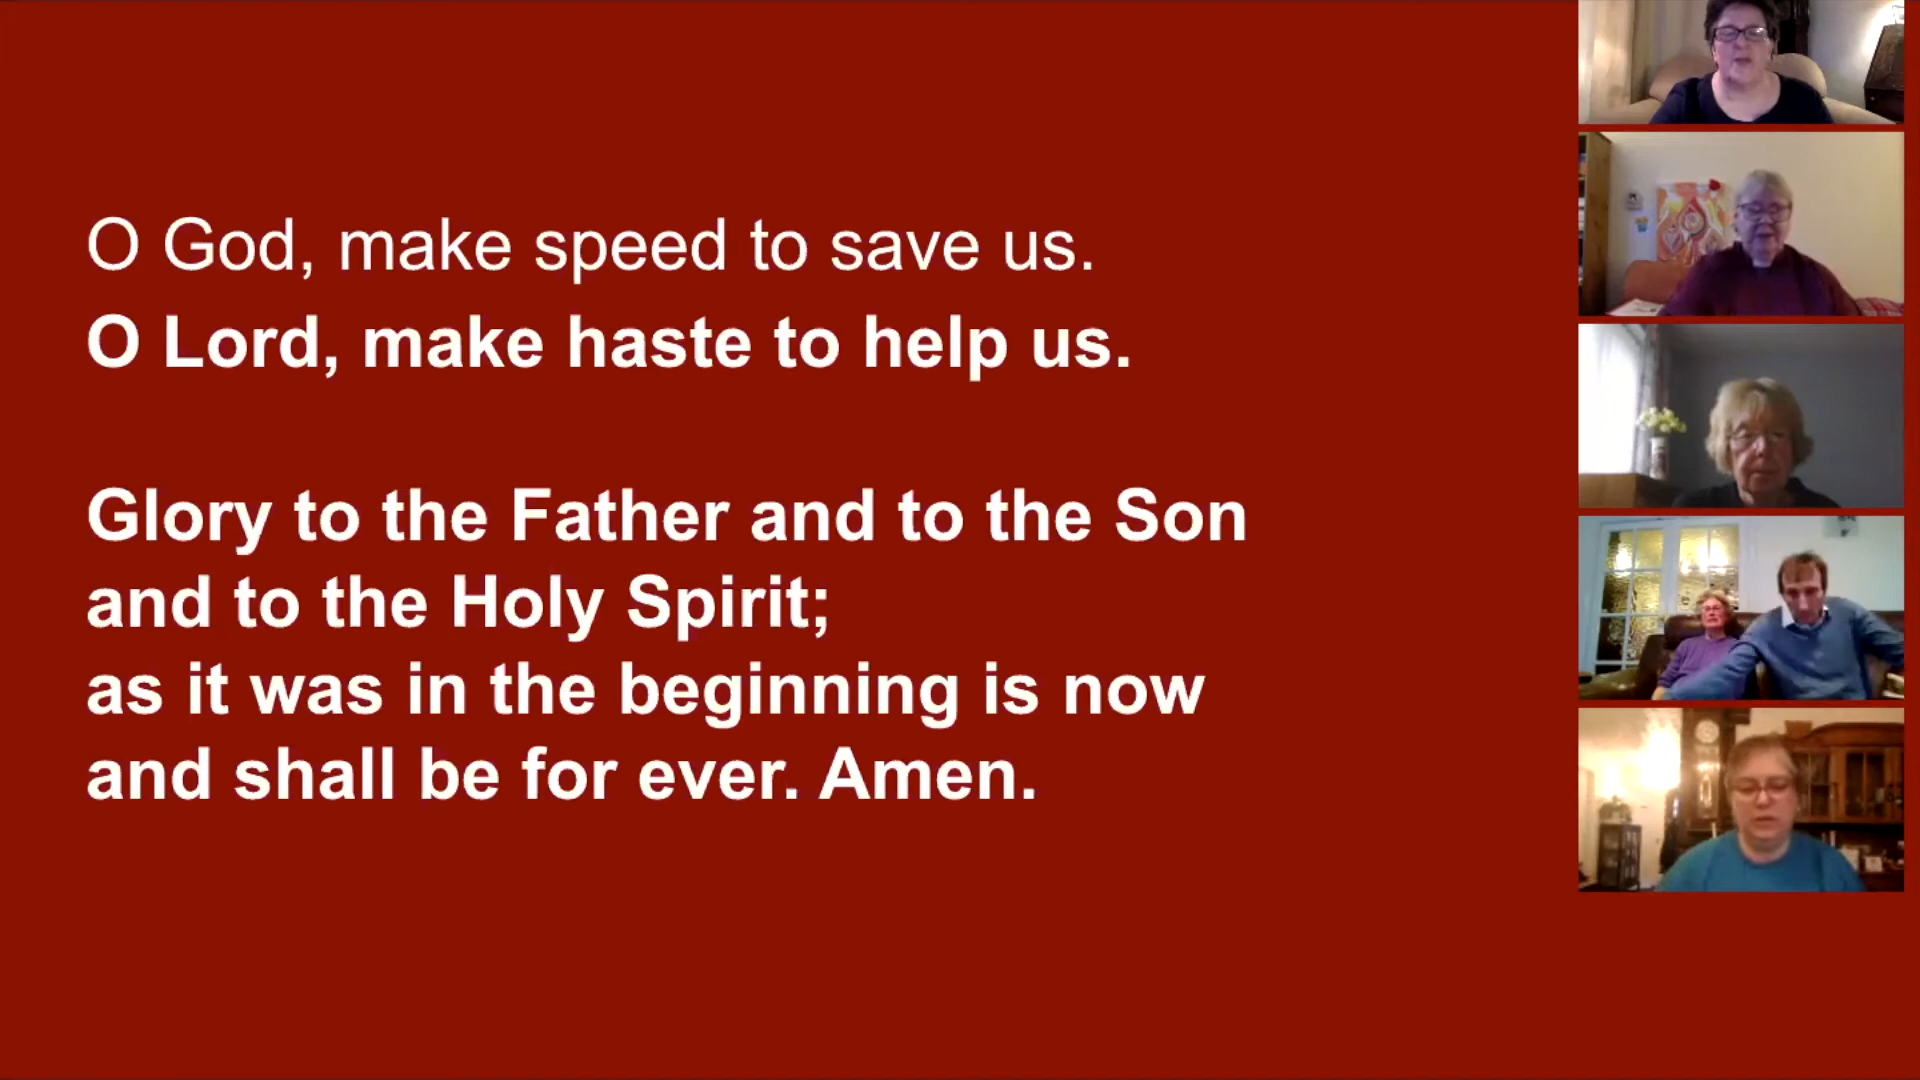 O God, make speed to save us.
O Lord, make haste to help us.
Glory to the Father and to the Son
and to the Holy Spirit;
as it was in the beginning is now
and shall be for ever. Amen.